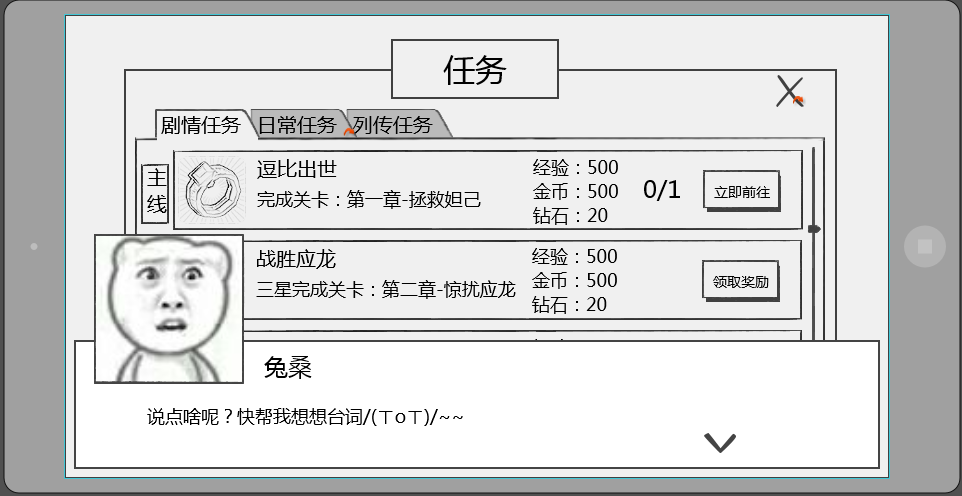 任务
剧情任务 日常任务 列传任务
主线
逗比出世
完成关卡：第一章-拯救妲己
经验：500
金币：500
钻石：20
0/1
立即前往
战胜应龙
三星完成关卡：第二章-惊扰应龙
经验：500
金币：500
钻石：20
领取奖励
兔桑
说点啥呢？快帮我想想台词/(ㄒoㄒ)/~~